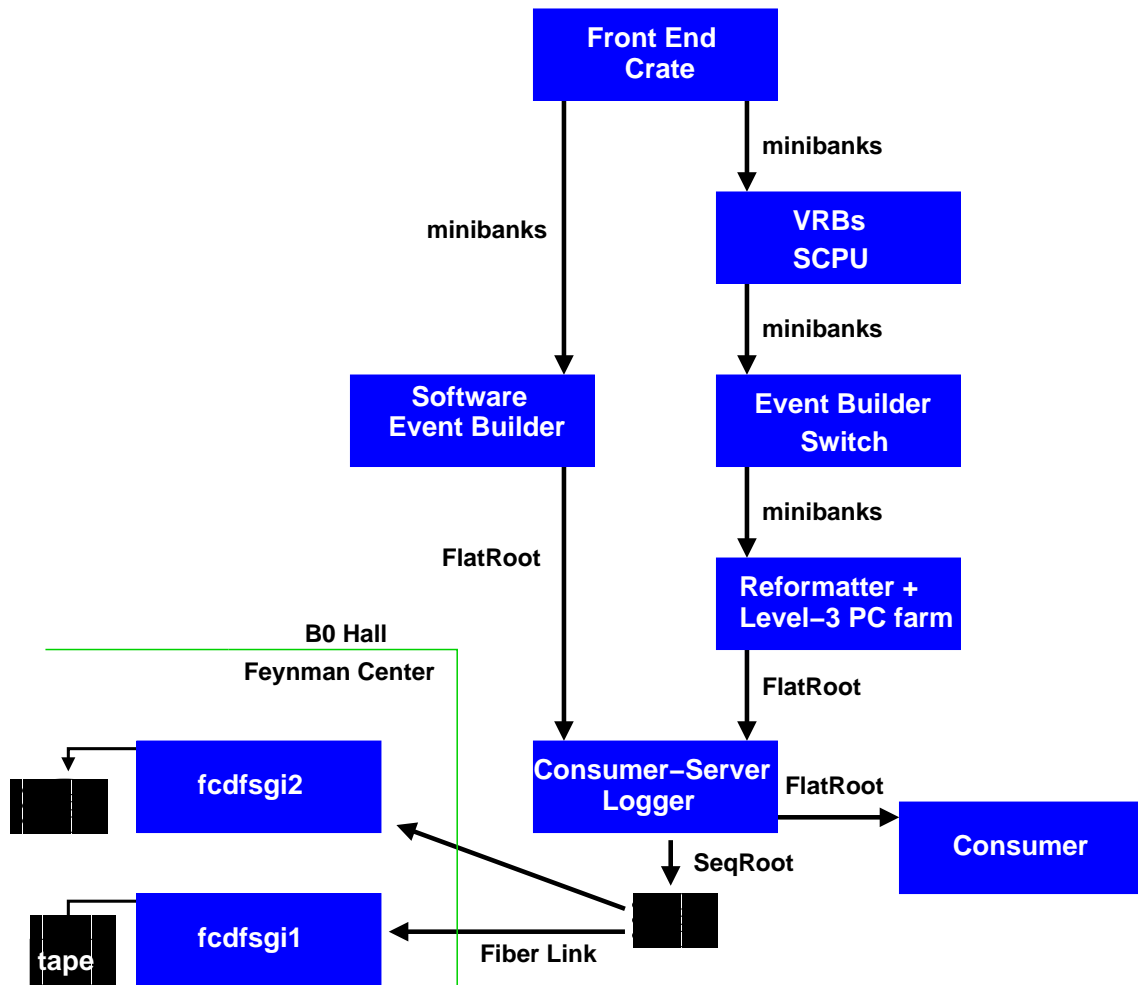 Front End
Crate
minibanks
VRBs
SCPU
minibanks
minibanks
Software
Event Builder
Event Builder
Switch
minibanks
FlatRoot
Reformatter +
Level−3 PC farm
B0 Hall
Feynman Center
FlatRoot
fcdfsgi2
Consumer−Server
Logger
FlatRoot
Consumer
SeqRoot
fcdfsgi1
Fiber Link
tape